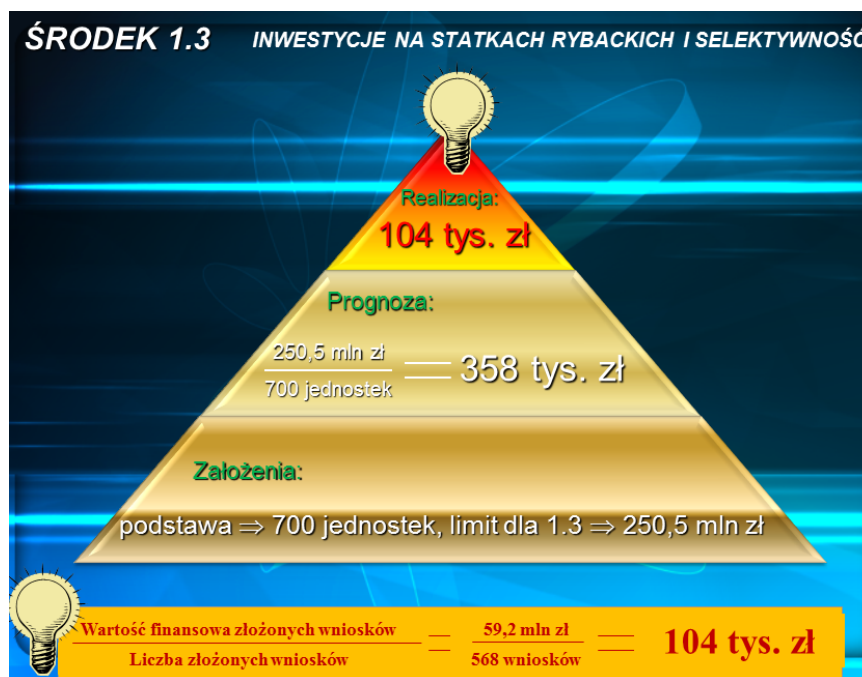 ŚRODEK 1.3 INWESTYCJE NA STATKACH RYBACKICH I SELEKTYWNOŚĆ
Realizacja:
104 tys. zł
Prognoza:
250,5 mln zł
700 jednostek
= 358 tys. zł
Założenia:
podstawa ⇒ 700 jednostek, limit dla 1.3 ⇒ 250,5 mln zł
Wartość finansowa złożonych wniosków
Liczba złożonych wniosków
=
59,2 mln zł
568 wniosków
= 104 tys. zł